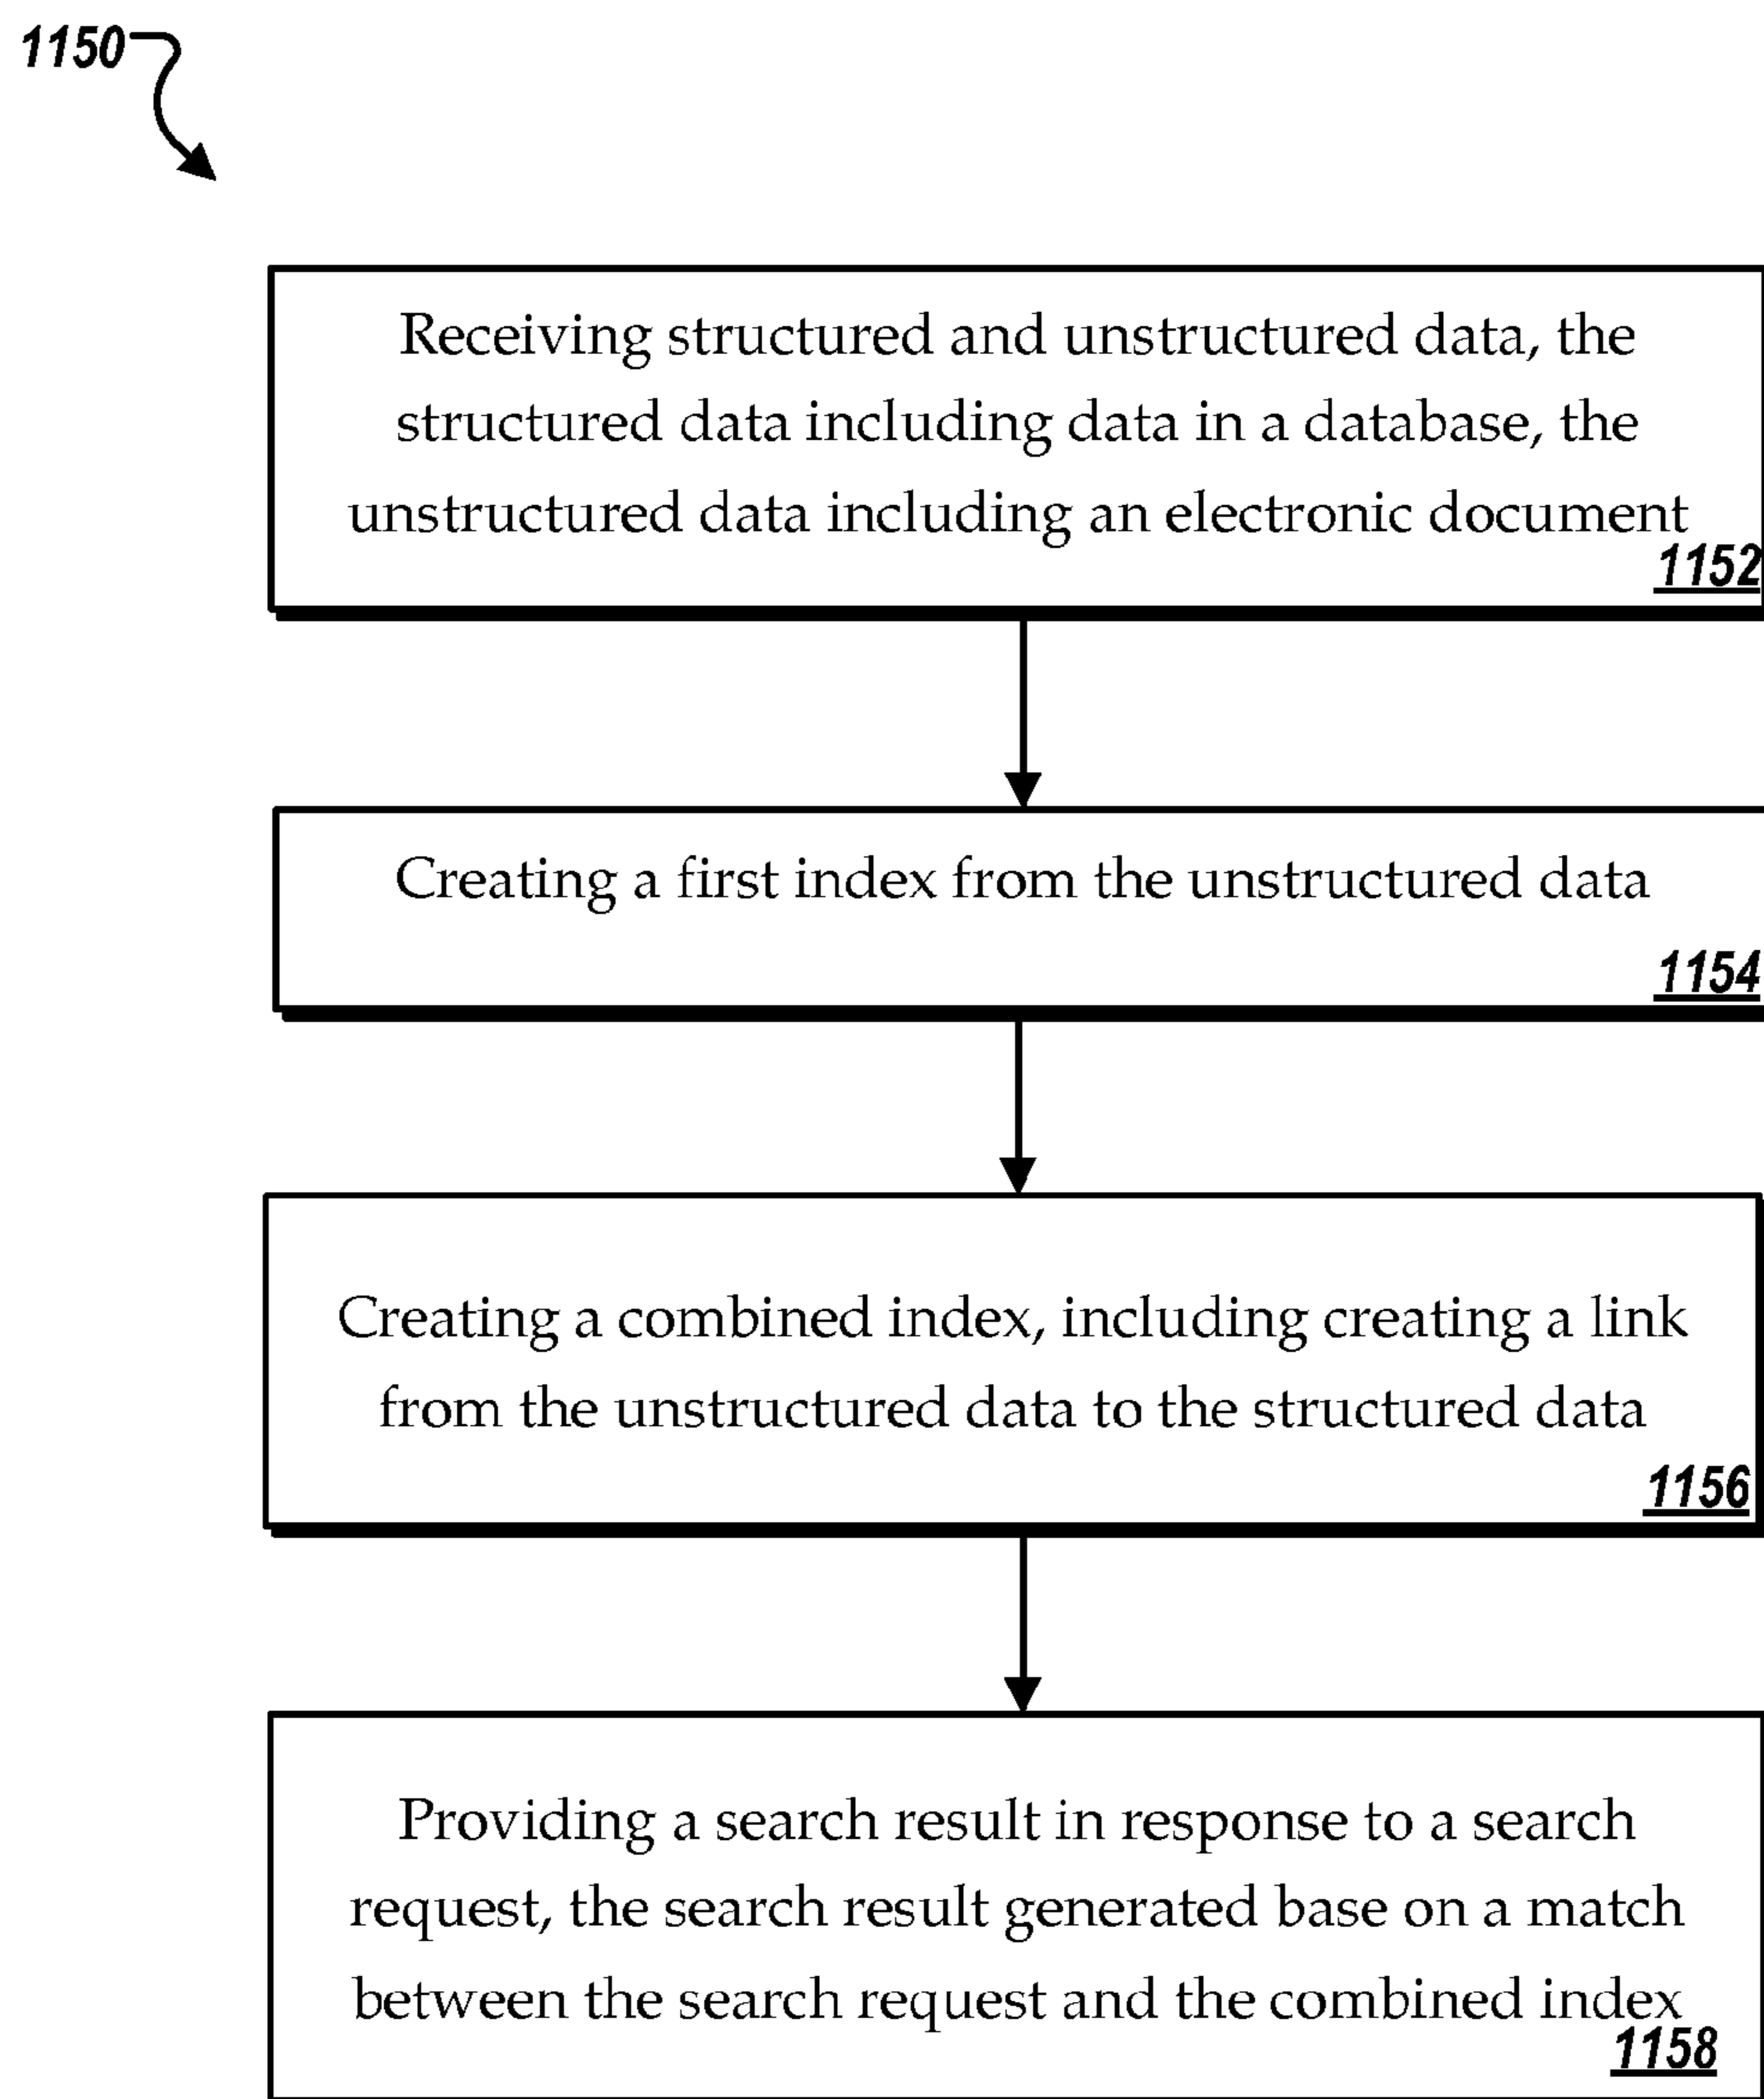 1150
Receiving structured and unstructured data, the
structured data including data in a database, the
unstructured data including an electronic document
1152
Creating a first index from the unstructured data
1154
Creating a combined index, including creating a link
from the unstructured data to the structured data
1156
Providing a search result in response to a search
request, the search result generated base on a match
between the search request and the combined index
1158